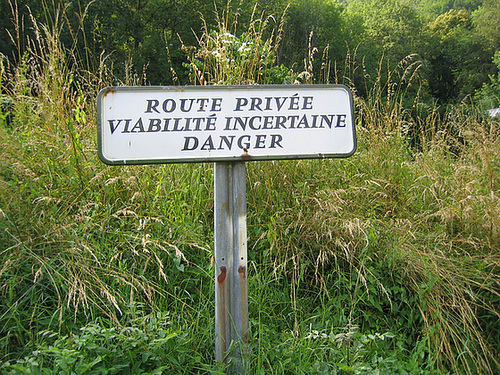 ROUTE PRIVÉE
VIABILITÉ INCERTAINE
DANGER